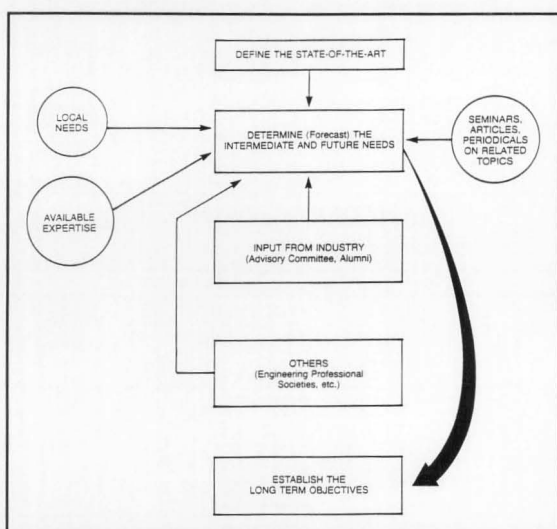 DEFINE THE STATE-OF-THE-ART
LOCAL
NEEDS
DETERMINE (Forecast) THE
INTERMEDIATE AND FUTURE NEEDS
SEMINARS,
ARTICLES,
PERIODICALS
ON RELATED
TOPICS
AVAILABLE
EXPERTISE
INPUT FROM INDUSTRY
(Advisory Committee, Alumni)
OTHERS
(Engineering Professional
Societies, etc.)
ESTABLISH THE
LONG TERM OBJECTIVES